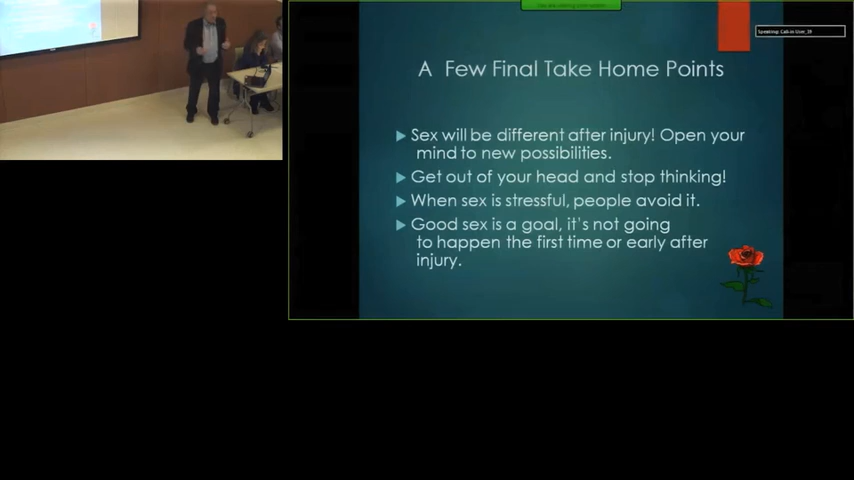 A Few Final Take Home Points
Sex will be different after injury! Open your
mind to new possibilities.
Get out of your head and stop thinking!
When sex is stressful, people avoid it.
Good sex is a goal, it's not going
to happen the first time or early after
injury.